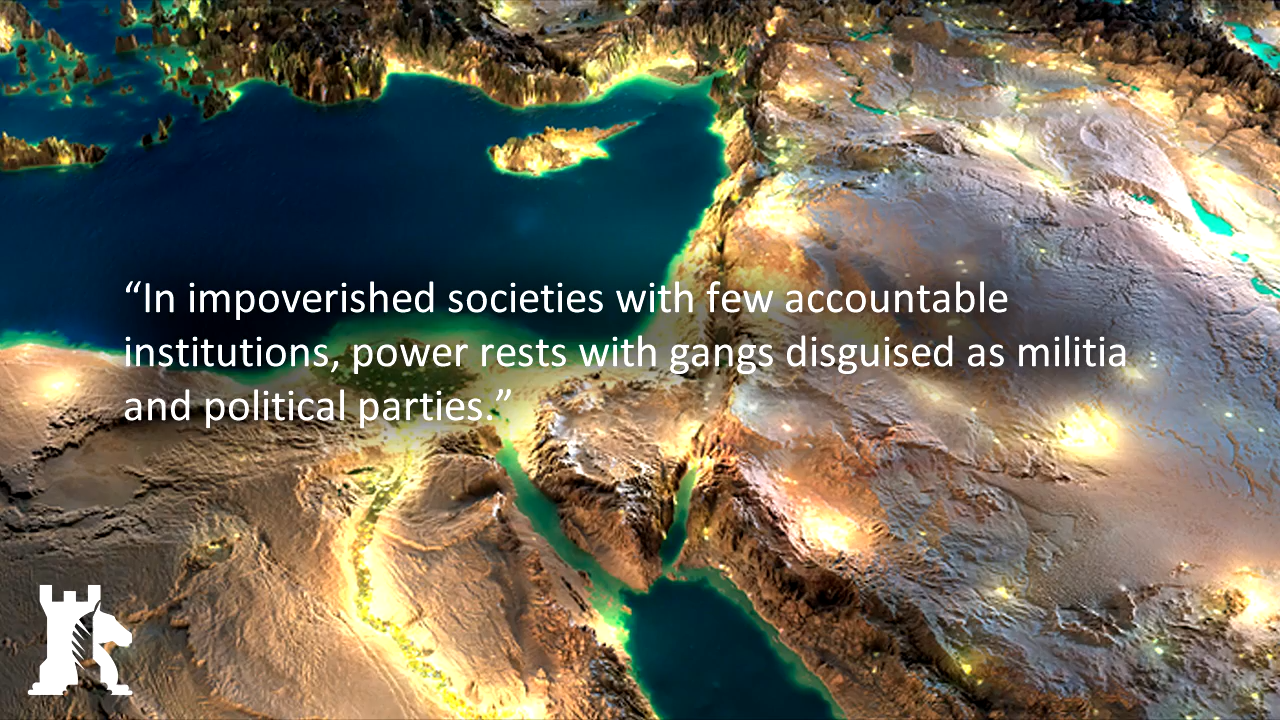 “In impoverished societies with few accountable
institutions, power rests with gangs disguised as militia
and political parties.”